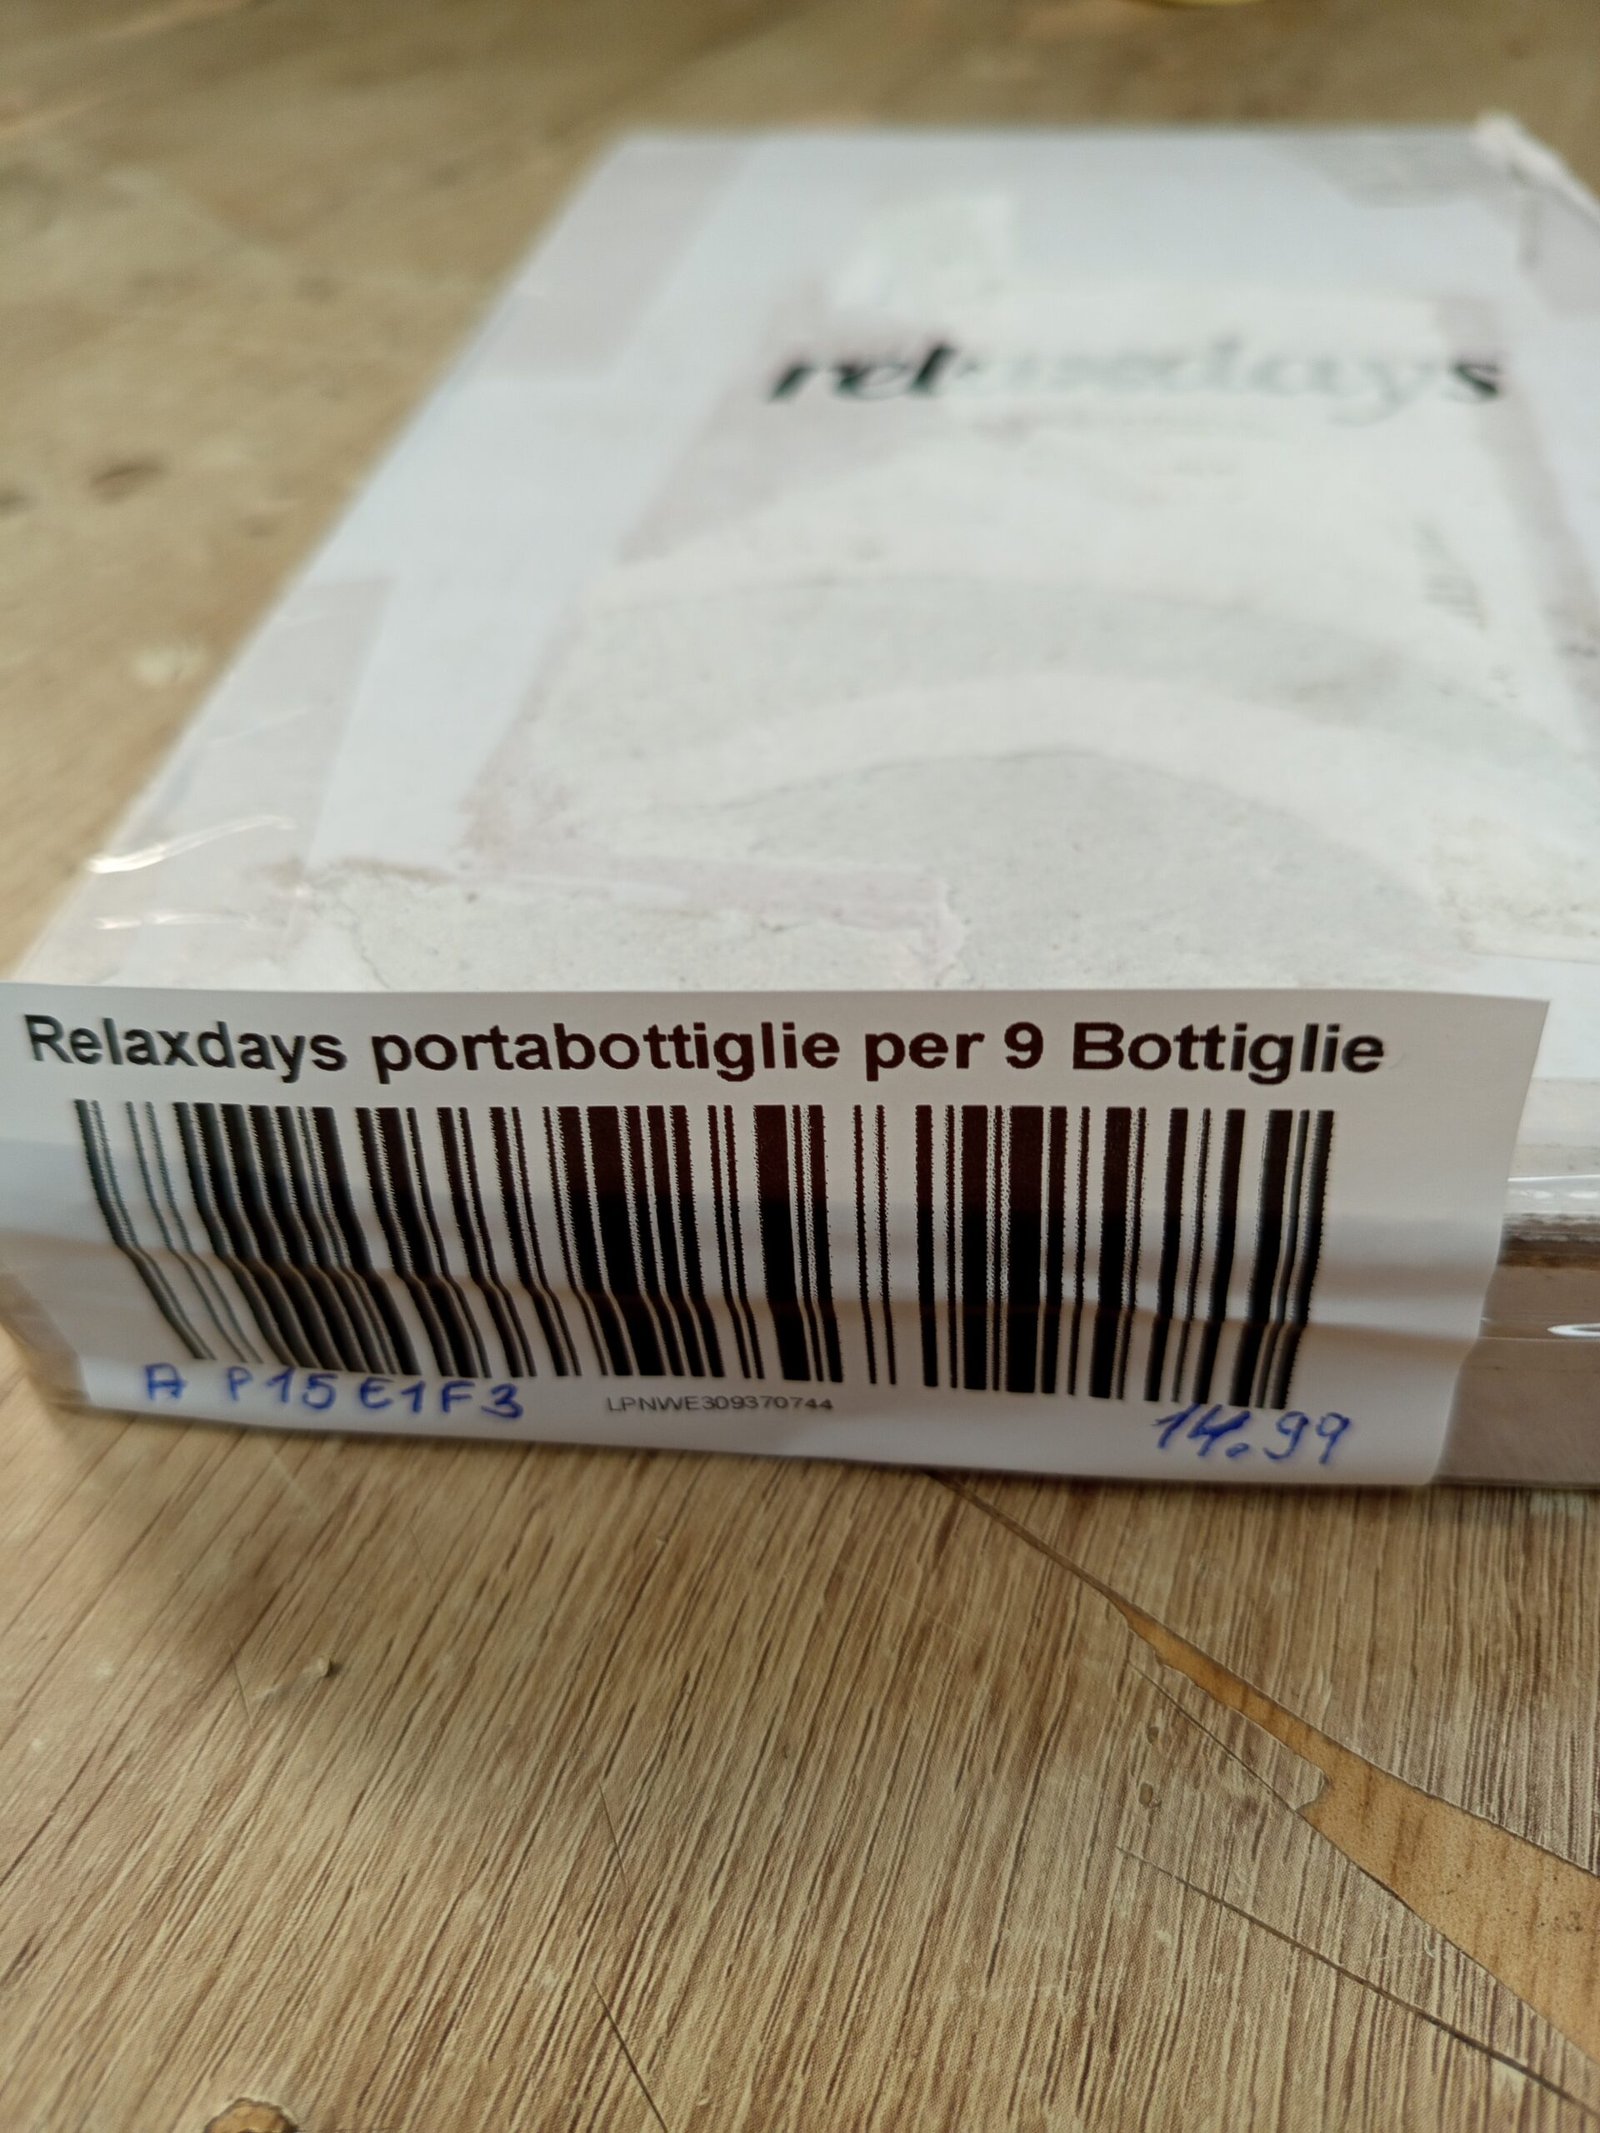 Relaxdays portabottiglie per 9 Bottiglie
A P15E1F3
LPNWE309370744
14.99